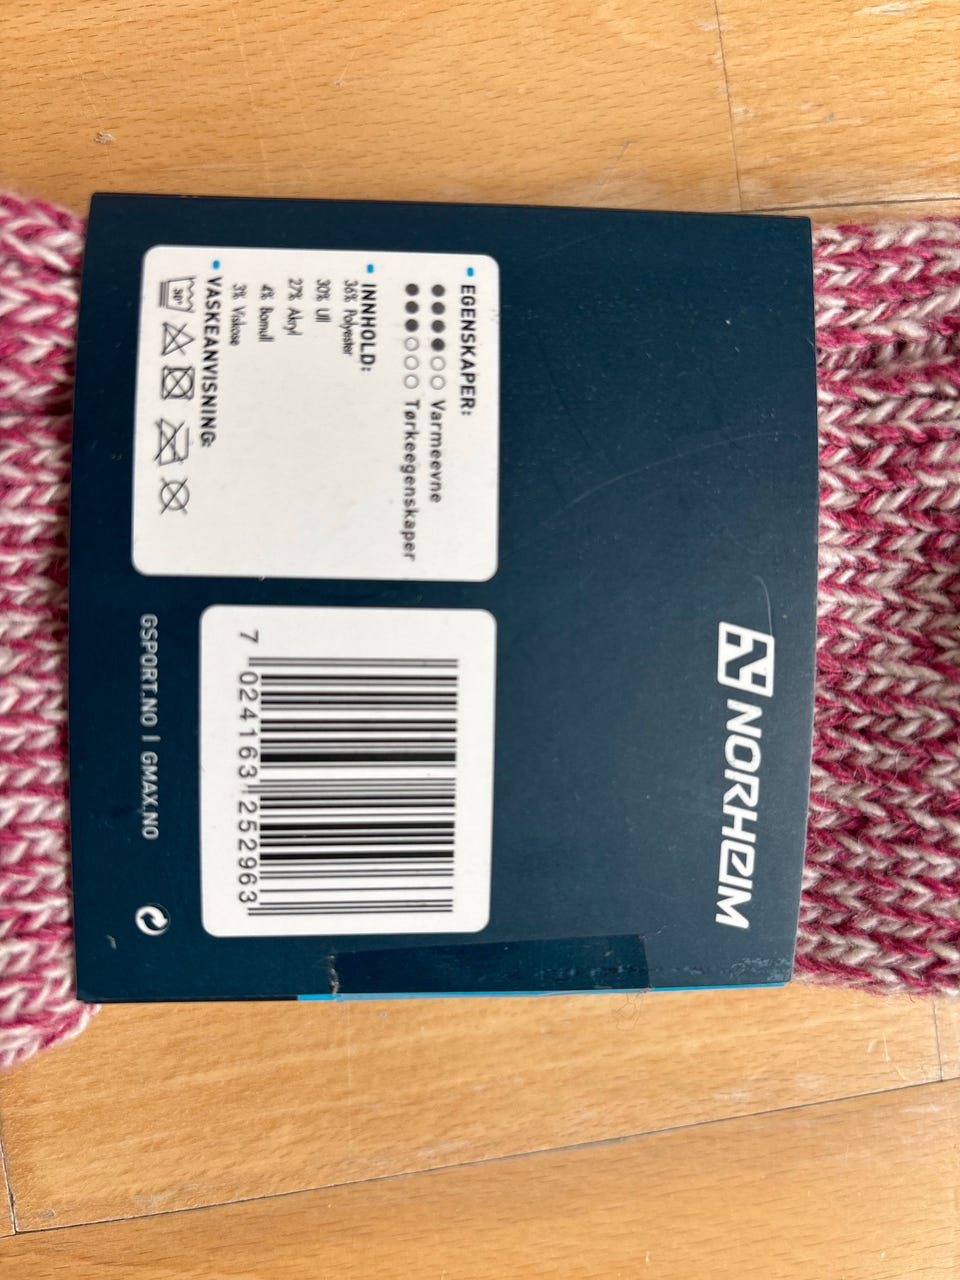 NORHEIM
EGENSKAPER:
Varmeevne
Tørkeegenskaper
INNHOLD:
36% Polyester
30% Ull
27% Akryl
4% Bomull
3% Viskose
VASKEANVISNING:
30°
7 024163 252963
GSPORT.NO | GMAX.NO